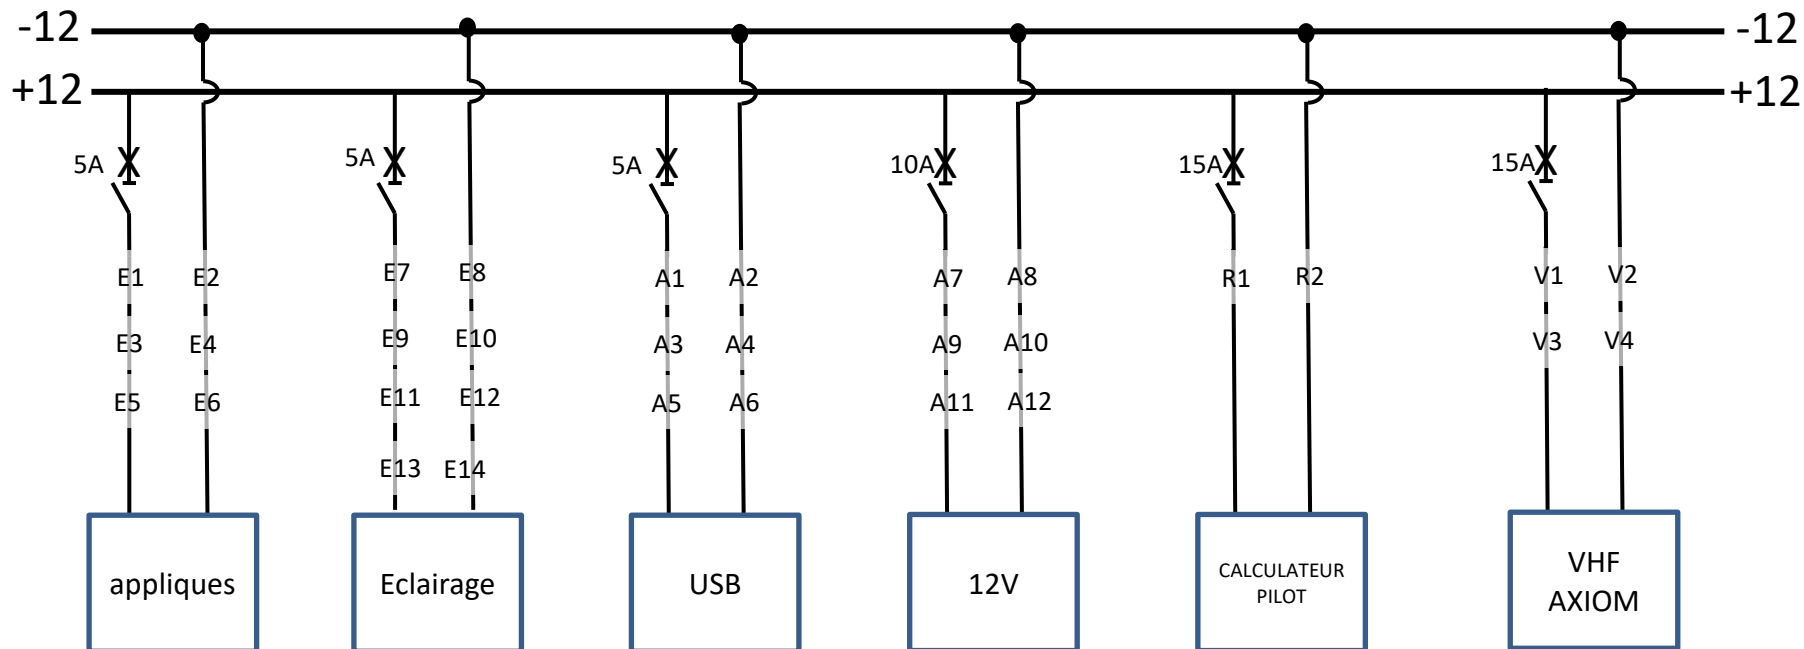 -12 -12
+12 +12
5A 5A 5A 10A 15A 15A
E1 E2 E7 E8 A1 A2 A7 A8 R1 R2 V1 V2
E3 E4 E9 E10 A3 A4 A9 A10 V3 V4
E5 E6 E11 E12 A5 A6 A11 A12
E13 E14
appliques Eclairage USB 12V
CALCULATEUR
PILOT
VHF
AXIOM